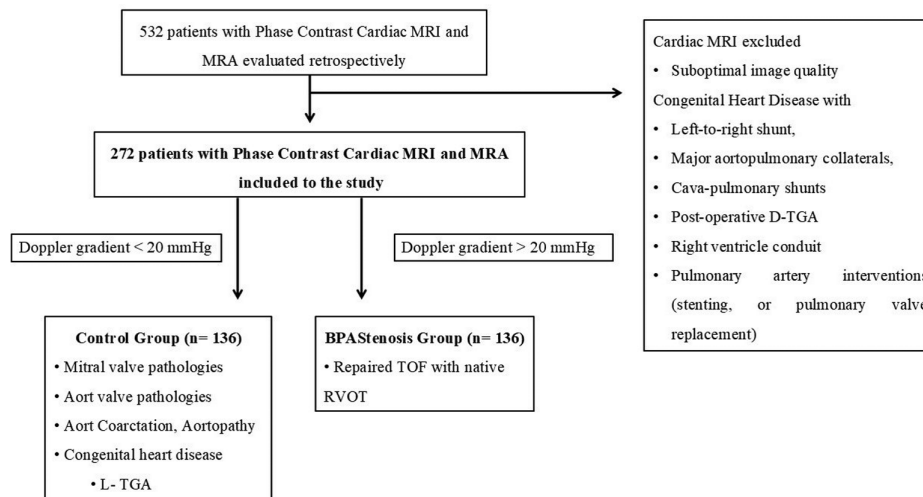 532 patients with Phase Contrast Cardiac MRI and
MRA evaluated retrospectively
Cardiac MRI excluded
• Suboptimal image quality
Congenital Heart Disease with
• Left-to-right shunt,
• Major aortopulmonary collaterals,
• Cava-pulmonary shunts
• Post-operative D-TGA
• Right ventricle conduit
• Pulmonary artery interventions
(stenting, or pulmonary valve
replacement)
272 patients with Phase Contrast Cardiac MRI and MRA
included to the study
Doppler gradient < 20 mmHg
Doppler gradient > 20 mmHg
Control Group (n= 136)
• Mitral valve pathologies
• Aort valve pathologies
• Aort Coarctation, Aortopathy
• Congenital heart disease
• L- TGA
BPAStenosis Group (n= 136)
• Repaired TOF with native
RVOT